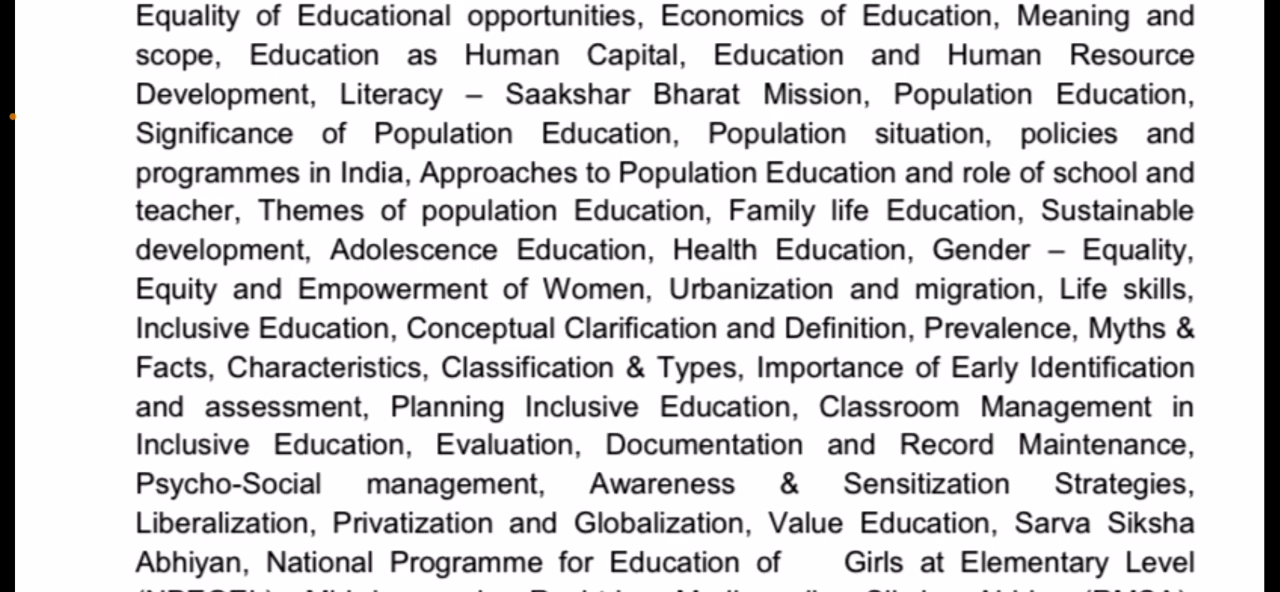 Equality of Educational opportunities, Economics of Education, Meaning and
scope, Education as Human Capital, Education and Human Resource
Development, Literacy – Saakshar Bharat Mission, Population Education,
Significance of Population Education, Population situation, policies and
programmes in India, Approaches to Population Education and role of school and
teacher, Themes of population Education, Family life Education, Sustainable
development, Adolescence Education, Health Education, Gender – Equality,
Equity and Empowerment of Women, Urbanization and migration, Life skills,
Inclusive Education, Conceptual Clarification and Definition, Prevalence, Myths &
Facts, Characteristics, Classification & Types, Importance of Early Identification
and assessment, Planning Inclusive Education, Classroom Management in
Inclusive Education, Evaluation, Documentation and Record Maintenance,
Psycho-Social management, Awareness & Sensitization Strategies,
Liberalization, Privatization and Globalization, Value Education, Sarva Siksha
Abhiyan, National Programme for Education of Girls at Elementary Level